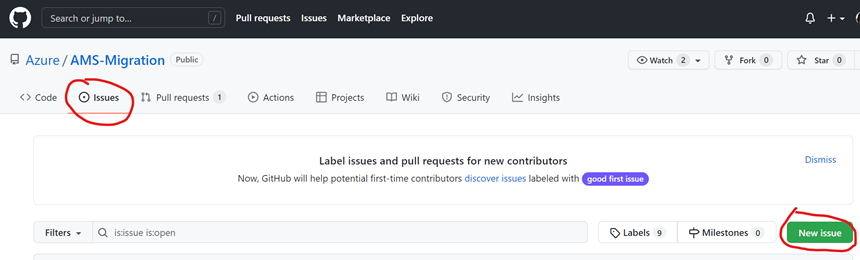 Search or jump to... / Pull requests Issues Marketplace Explore
Azure / AMS-Migration Public Watch 2 Fork 0 Star 0
Code Issues Pull requests 1 Actions Projects Wiki Security Insights
Label issues and pull requests for new contributors Dismiss
Now, GitHub will help potential first-time contributors discover issues labeled with good first issue
Filters is:issue is:open Labels 9 Milestones 0 New issue